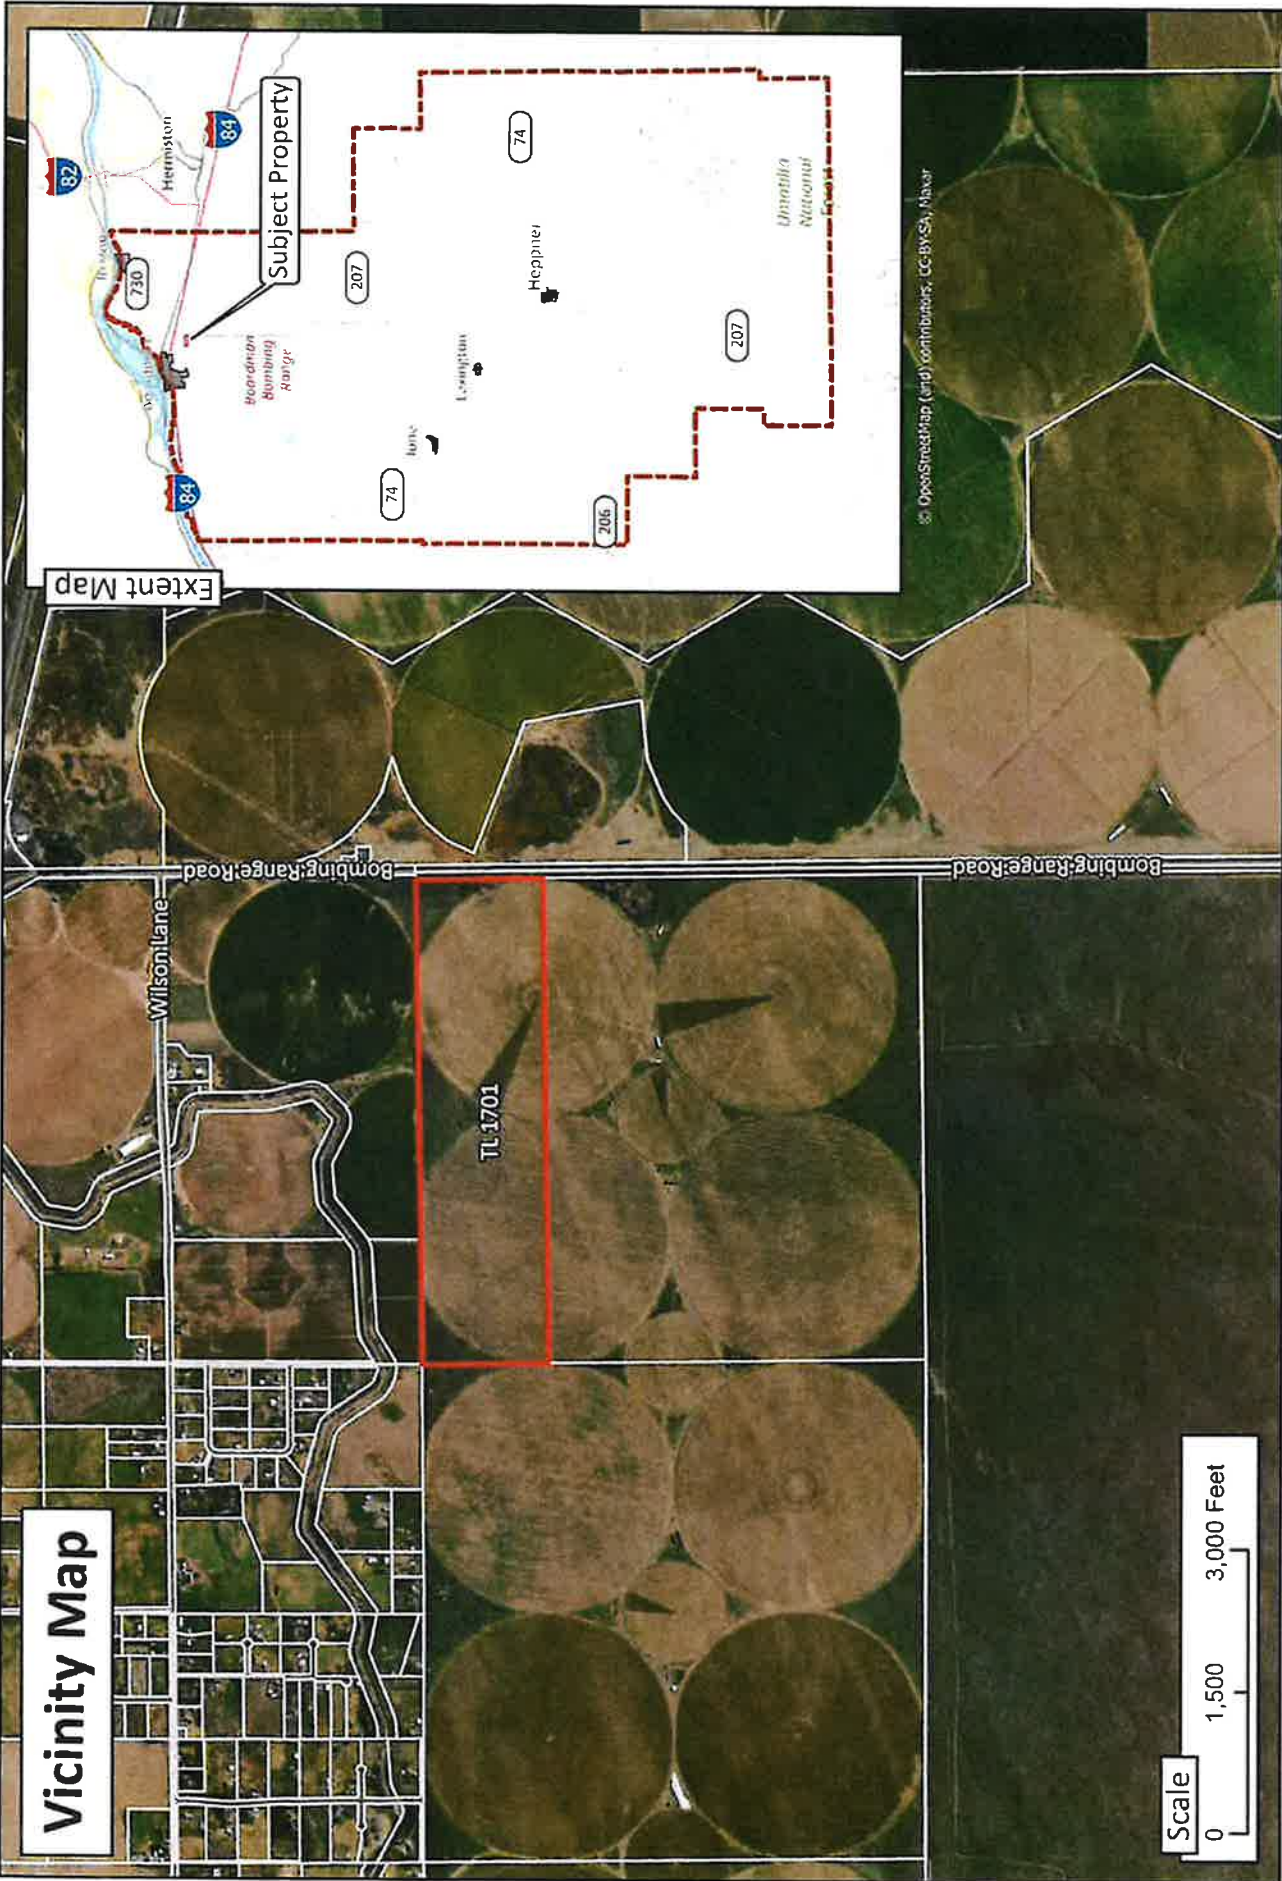 Vicinity Map
Extent Map
82
Hermiston
84
730
Subject Property
Boardman
Bombing
Range
207
74
84
Ione
Lexington
Heppner
74
206
207
Umatilla
National
Forest
Wilson Lane
Bombing Range Road
Bombing Range Road
TL 1701
© OpenStreetMap (and) contributors, CC-BY-SA, Maxar
Scale
0 1,500 3,000 Feet